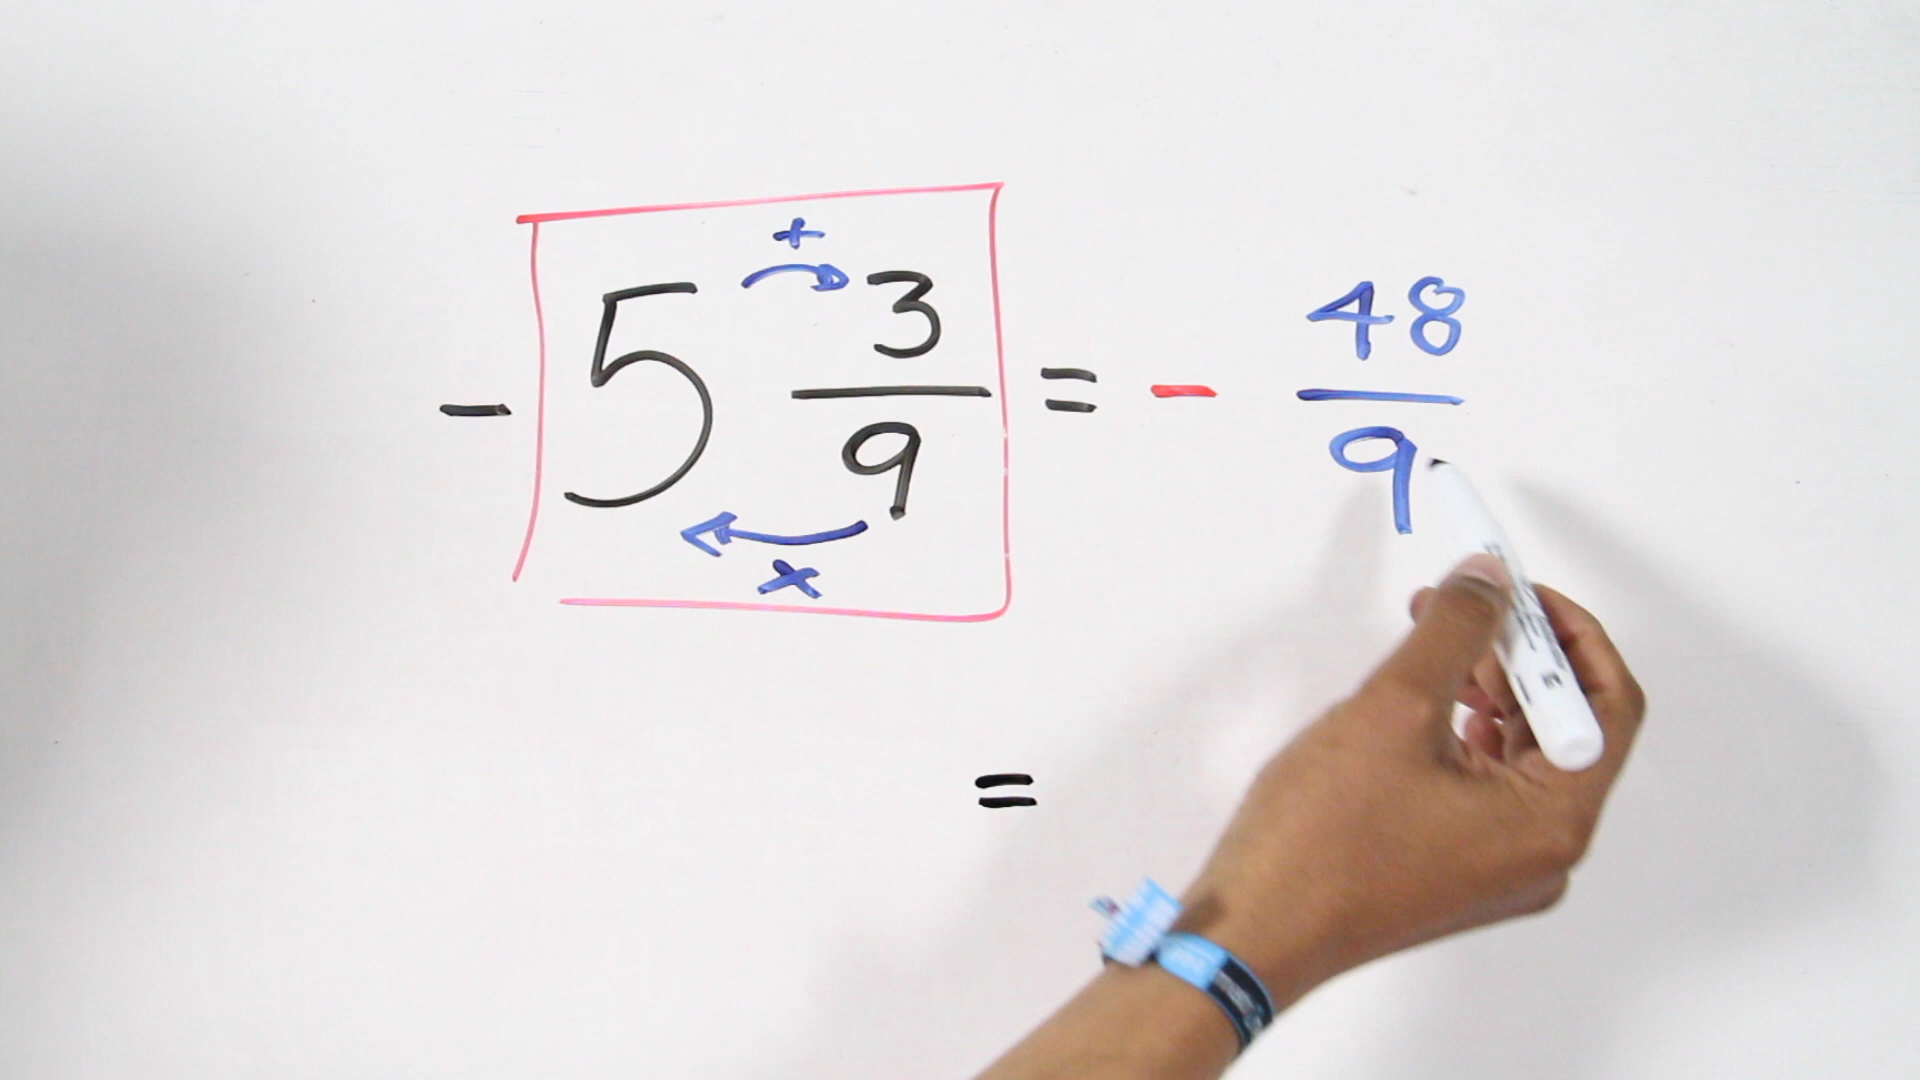 - 5 3/9 = - 48/9
+
x
=